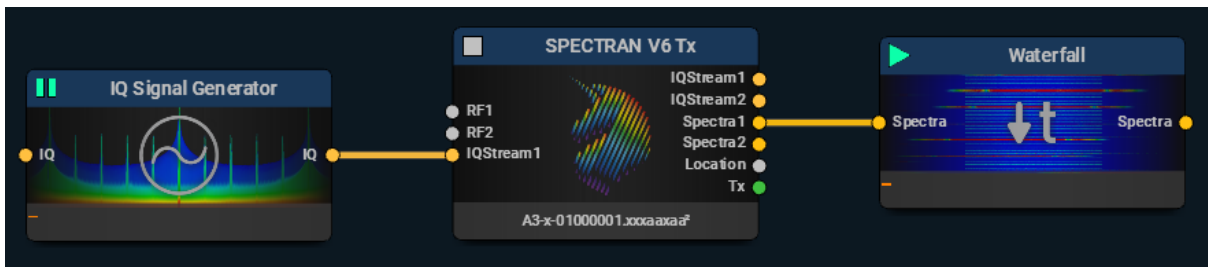 IQ Signal Generator
IQ
IQ
SPECTRAN V6 Tx
RF1
RF2
IQStream1
IQStream1
IQStream2
Spectra1
Spectra2
Location
Tx
A3-x-01000001.xxxaaxaa²
Waterfall
Spectra
t
Spectra